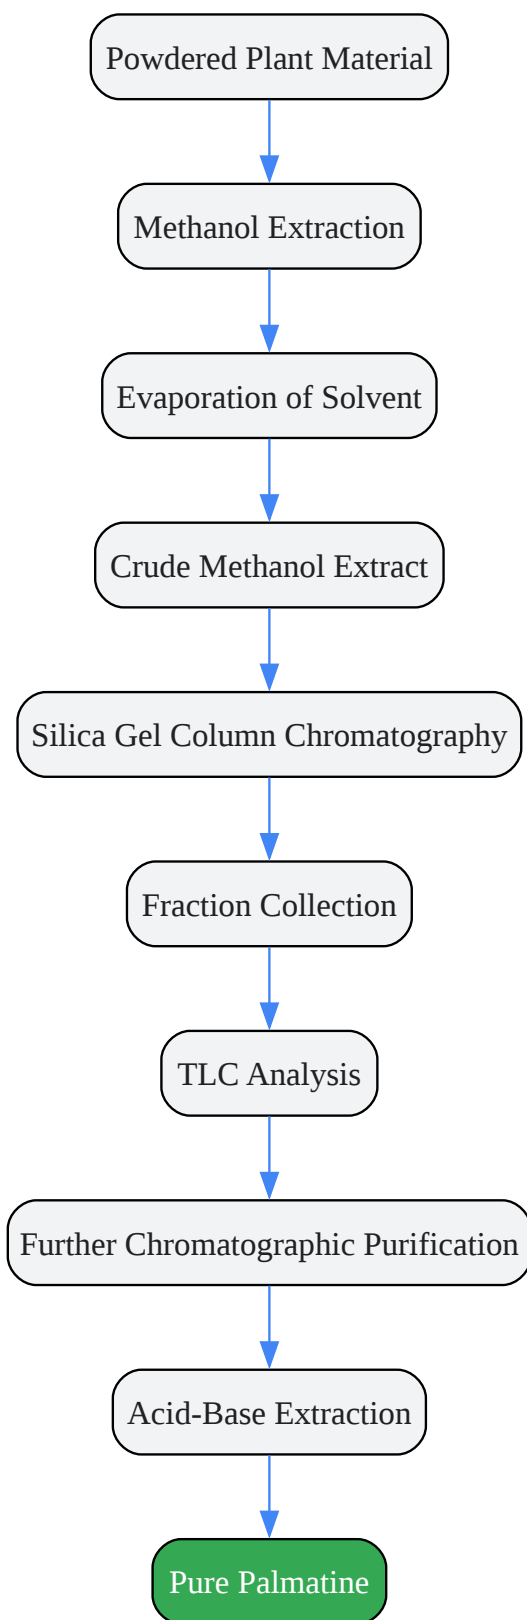 Powdered Plant Material
Methanol Extraction
Evaporation of Solvent
Crude Methanol Extract
Silica Gel Column Chromatography
Fraction Collection
TLC Analysis
Further Chromatographic Purification
Acid-Base Extraction
Pure Palmatine